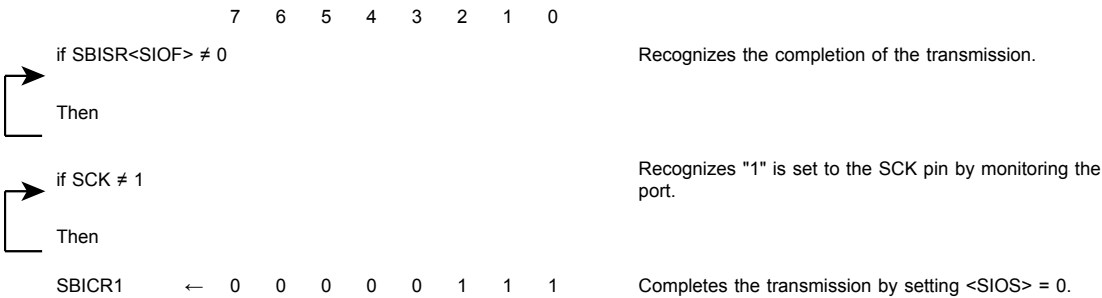 7 6 5 4 3 2 1 0
if SBISR<SIOF> ≠ 0 Recognizes the completion of the transmission.
Then
if SCK ≠ 1 Recognizes "1" is set to the SCK pin by monitoring the
port.
Then
SBICR1 ← 0 0 0 0 0 1 1 1 Completes the transmission by setting <SIOS> = 0.